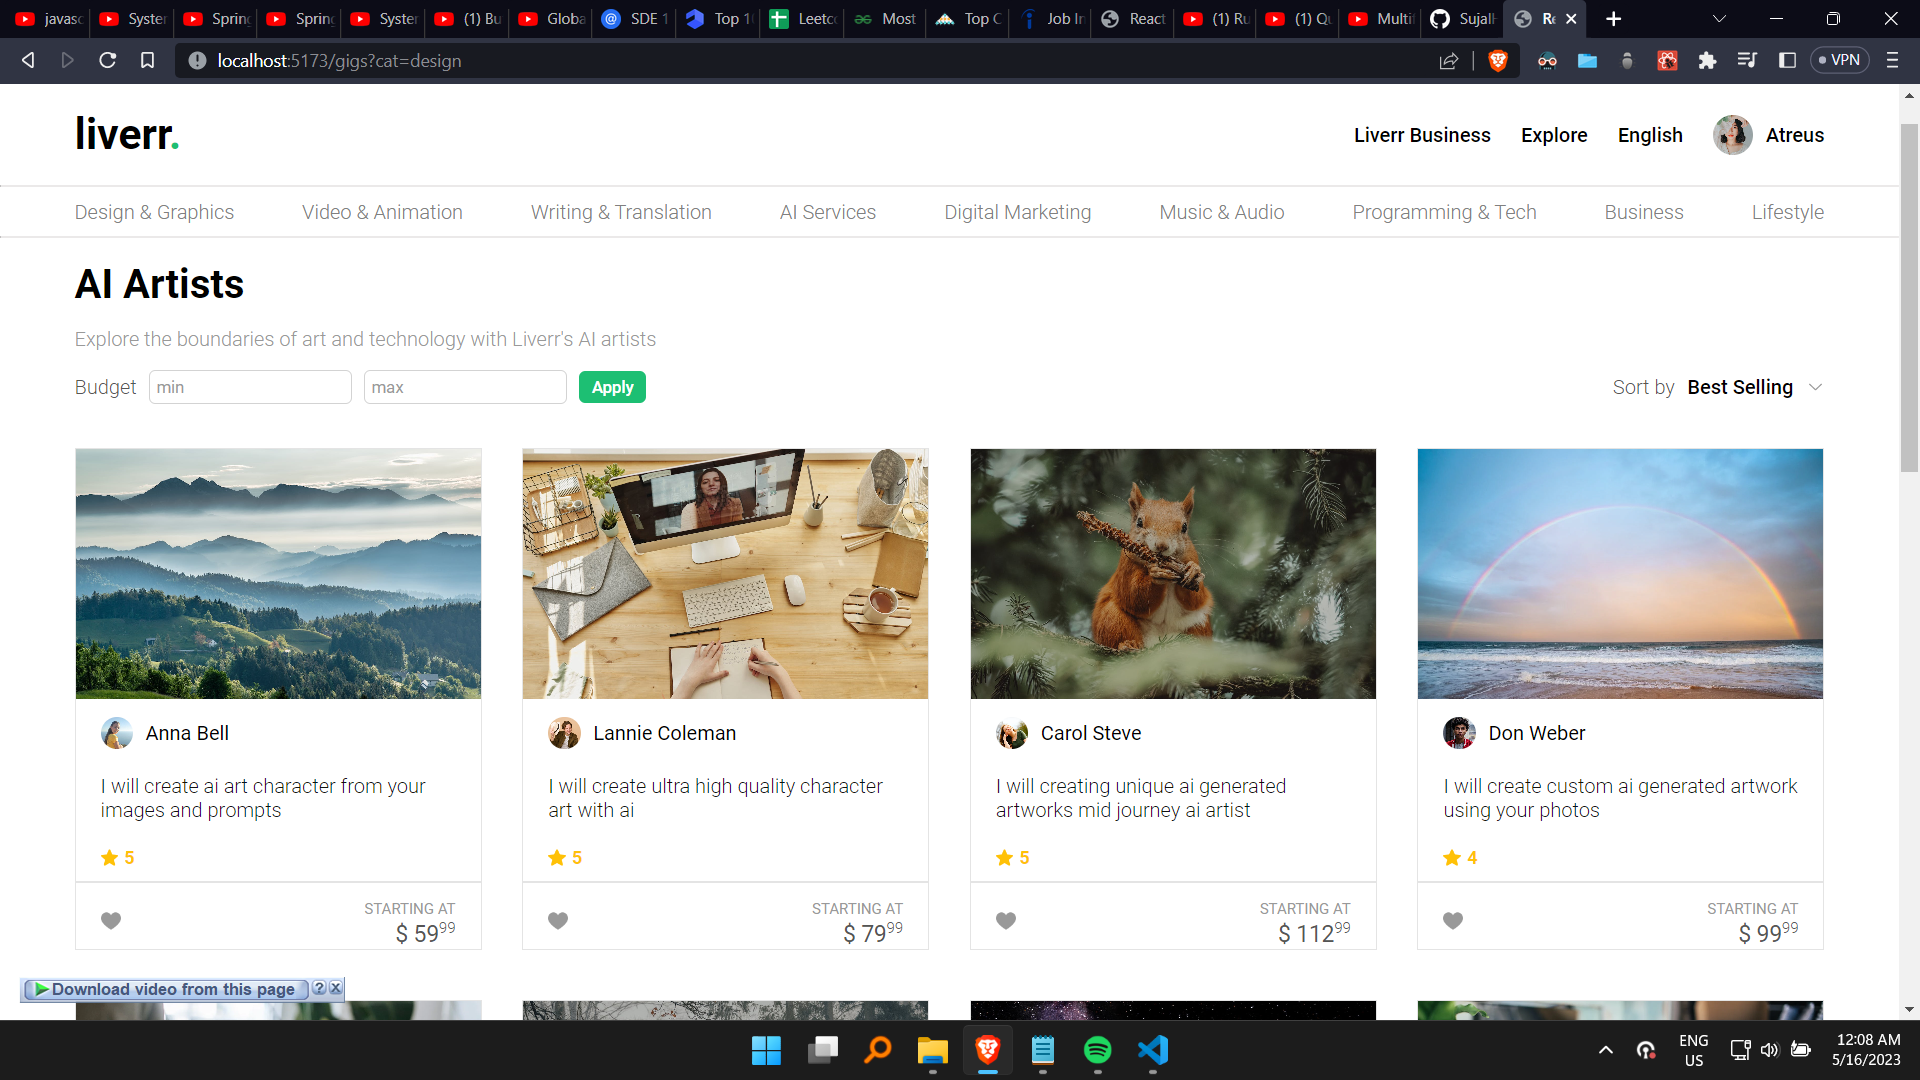 javasc
System
Spring
Spring
System
(1) Bu
Globa
SDE 1
Top 1
Leetco
Most
Top C
Job In
React
(1) Ru
(1) Qu
Multif
SujalH
Re
localhost:5173/gigs?cat=design
VPN
liverr.
Liverr Business Explore English Atreus
Design & Graphics Video & Animation Writing & Translation AI Services Digital Marketing Music & Audio Programming & Tech Business Lifestyle
AI Artists
Explore the boundaries of art and technology with Liverr's AI artists
Budget min max Apply Sort by Best Selling
Anna Bell
I will create ai art character from your
images and prompts
5
STARTING AT
$ 59 99
Lannie Coleman
I will create ultra high quality character
art with ai
5
STARTING AT
$ 79 99
Carol Steve
I will creating unique ai generated
artworks mid journey ai artist
5
STARTING AT
$ 112 99
Don Weber
I will create custom ai generated artwork
using your photos
4
STARTING AT
$ 99 99
Download video from this page ? x
ENG
US
12:08 AM
5/16/2023